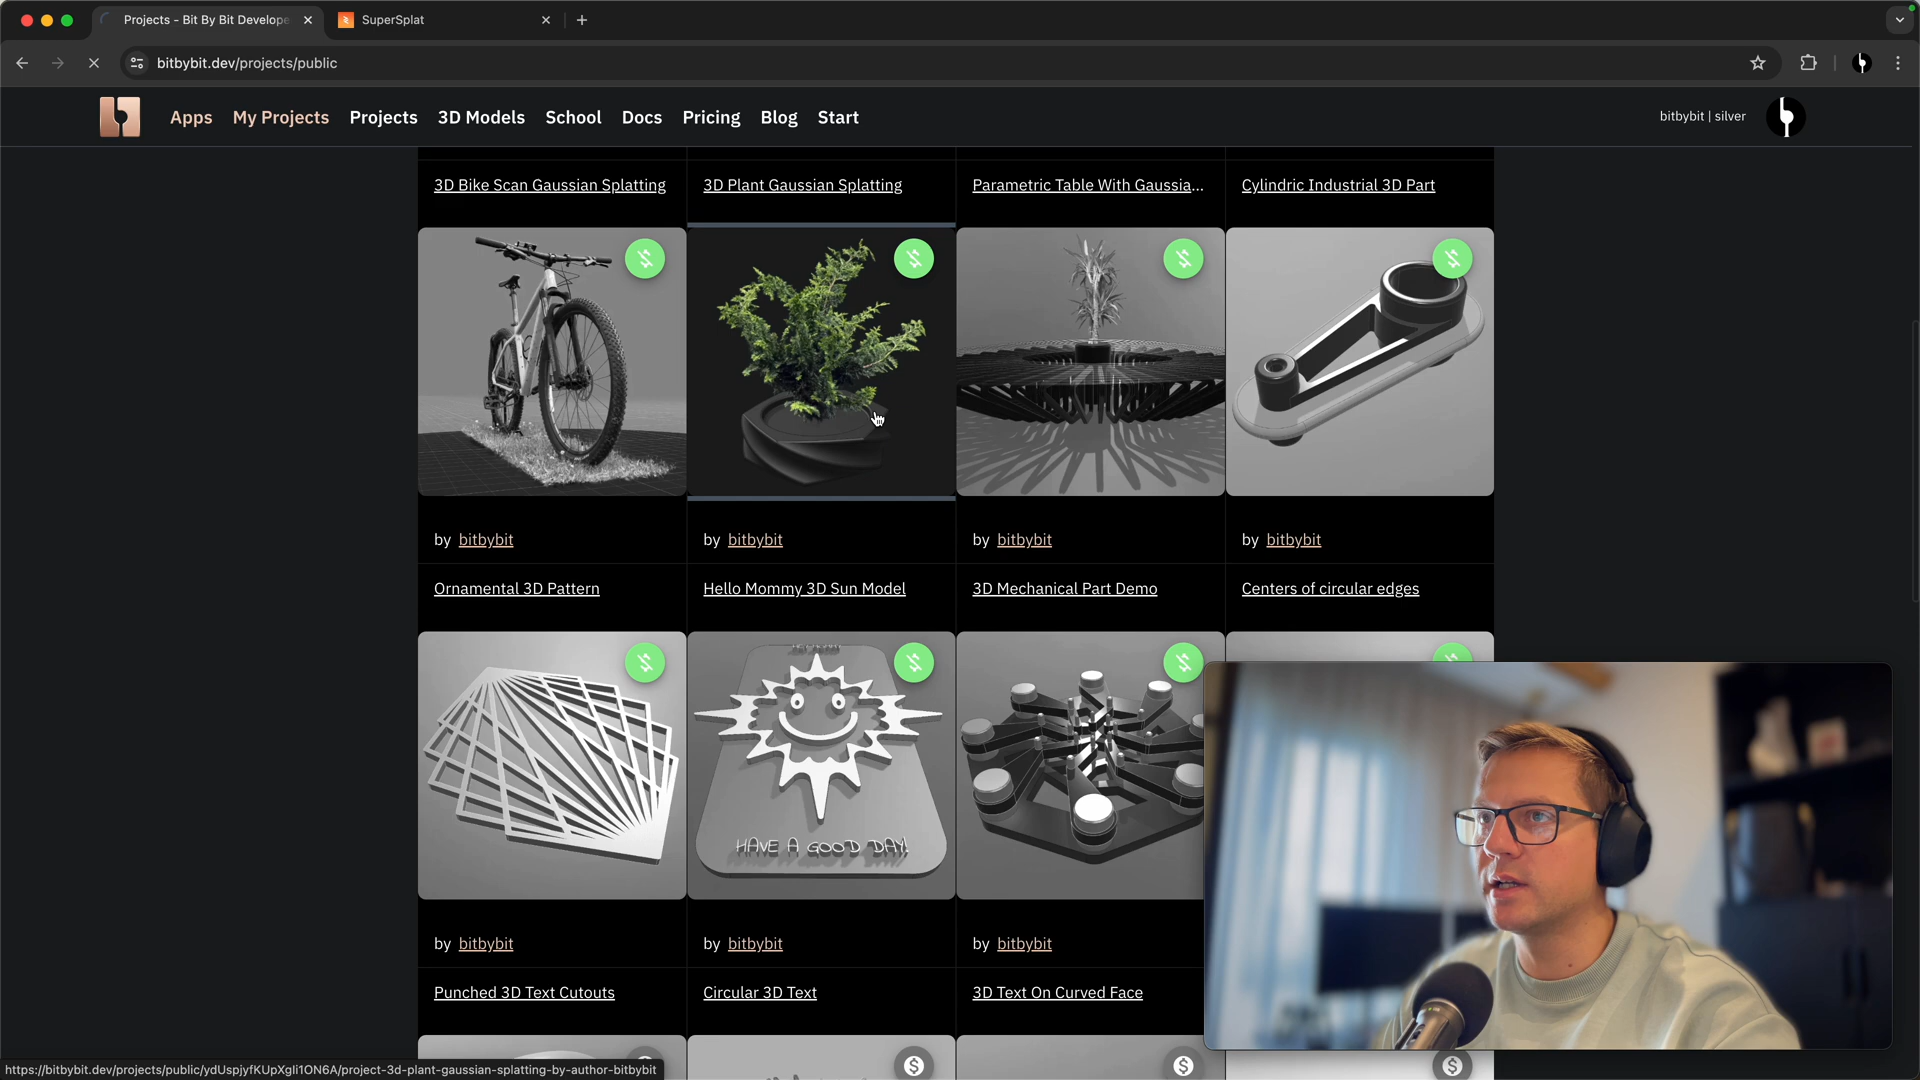 Projects - Bit By Bit Develope
SuperSplat
bitbybit.dev/projects/public
Apps My Projects Projects 3D Models School Docs Pricing Blog Start
bitbybit | silver
3D Bike Scan Gaussian Splatting
3D Plant Gaussian Splatting
Parametric Table With Gaussia...
Cylindric Industrial 3D Part
by bitbybit
by bitbybit
by bitbybit
by bitbybit
Ornamental 3D Pattern
Hello Mommy 3D Sun Model
3D Mechanical Part Demo
Centers of circular edges
HAVE A GOOD DAY!
by bitbybit
by bitbybit
by bitbybit
Punched 3D Text Cutouts
Circular 3D Text
3D Text On Curved Face
https://bitbybit.dev/projects/public/ydUspjyfKUpXgli1ON6A/project-3d-plant-gaussian-splatting-by-author-bitbybit